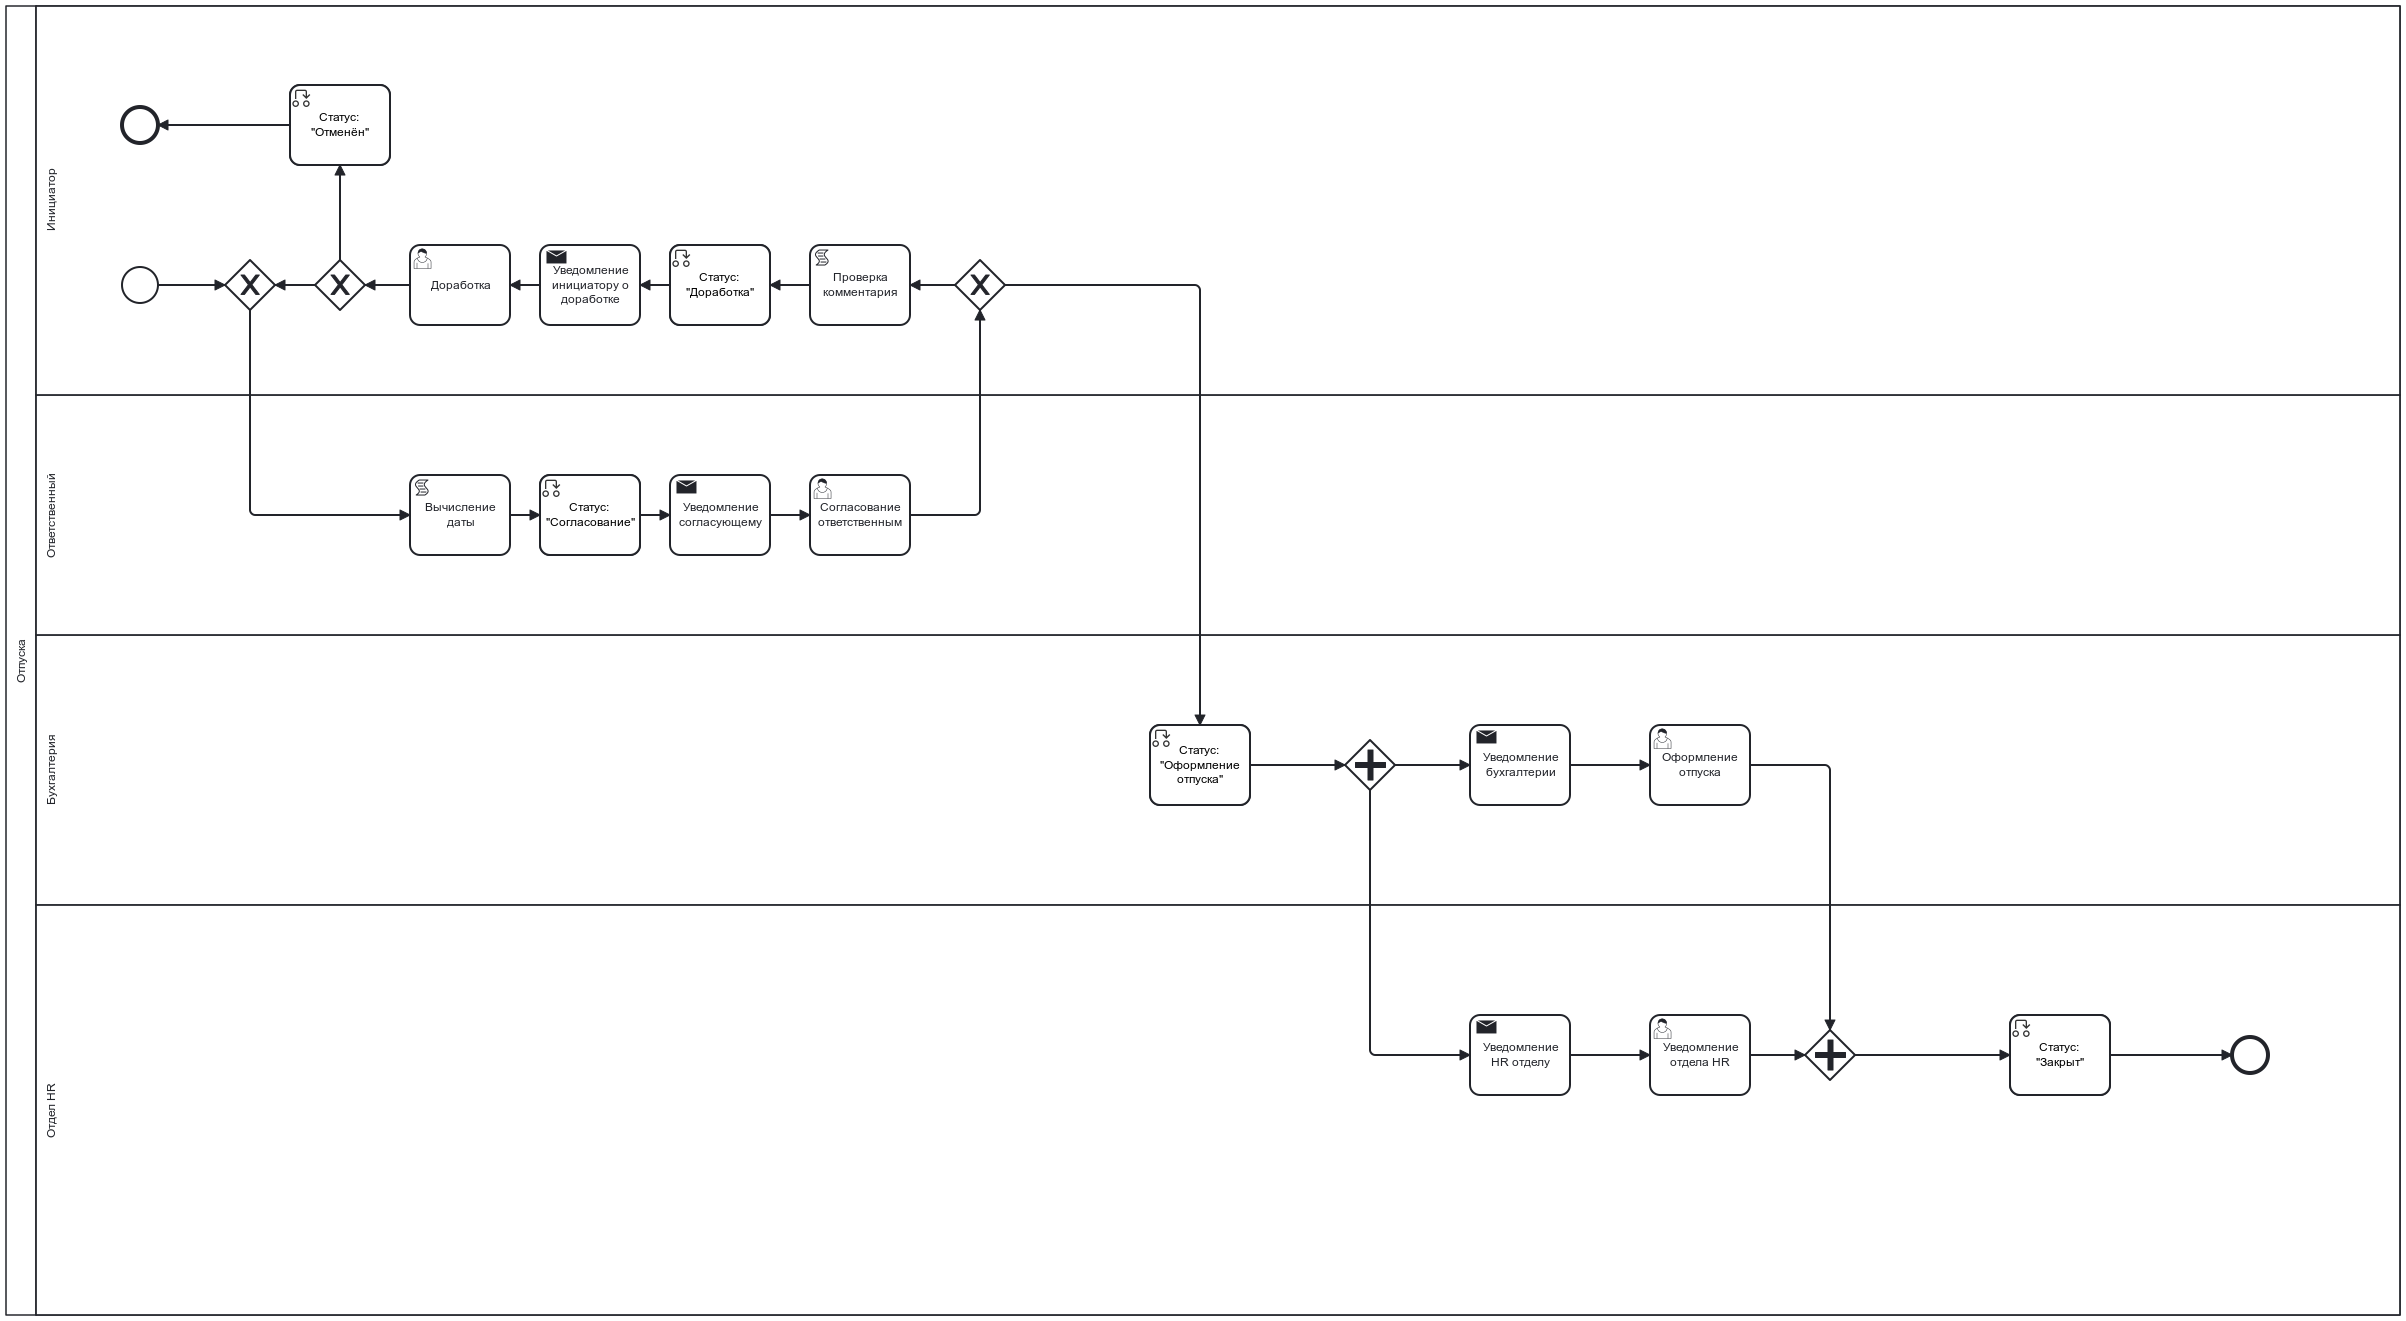 Отпуска
Инициатор
Статус:
"Отменён"
Доработка
Уведомление
инициатору о
доработке
Статус:
"Доработка"
Проверка
комментария
Ответственный
Вычисление
даты
Статус:
"Согласование"
Уведомление
согласующему
Согласование
ответственным
Бухгалтерия
Статус:
"Оформление
отпуска"
Уведомление
бухгалтерии
Оформление
отпуска
Отдел HR
Уведомление
HR отделу
Уведомление
отдела HR
Статус:
"Закрыт"